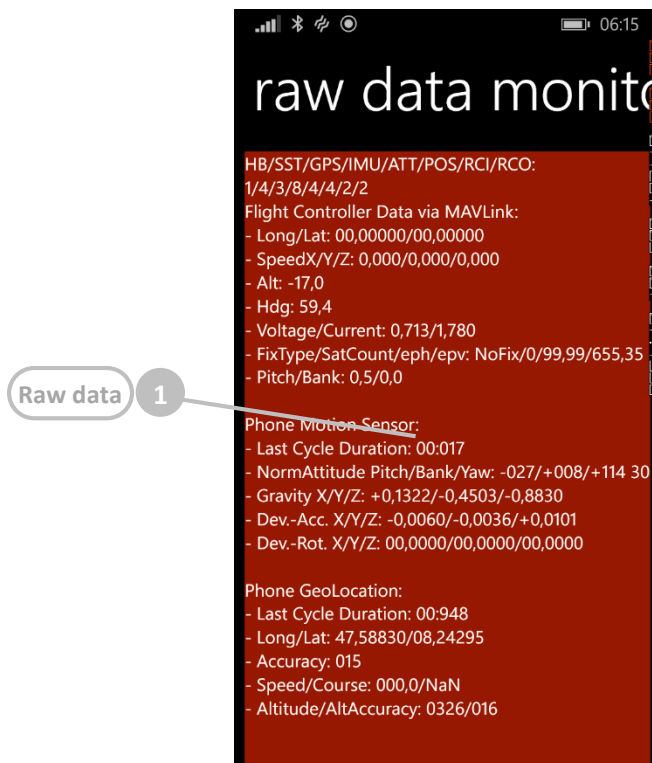 06:15
raw data monito
HB/SST/GPS/IMU/ATT/POS/RCI/RCO:
1/4/3/8/4/4/2/2
Flight Controller Data via MAVLink:
- Long/Lat: 00,00000/00,00000
- SpeedX/Y/Z: 0,000/0,000/0,000
- Alt: -17,0
- Hdg: 59,4
- Voltage/Current: 0,713/1,780
- FixType/SatCount/eph/epv: NoFix/0/99,99/655,35
- Pitch/Bank: 0,5/0,0
Raw data 1
Phone Motion Sensor:
- Last Cycle Duration: 00:017
- NormAttitude Pitch/Bank/Yaw: -027/+008/+114 30
- Gravity X/Y/Z: +0,1322/-0,4503/-0,8830
- Dev.-Acc. X/Y/Z: -0,0060/-0,0036/+0,0101
- Dev.-Rot. X/Y/Z: 00,0000/00,0000/00,0000
Phone GeoLocation:
- Last Cycle Duration: 00:948
- Long/Lat: 47,58830/08,24295
- Accuracy: 015
- Speed/Course: 000,0/NaN
- Altitude/AltAccuracy: 0326/016